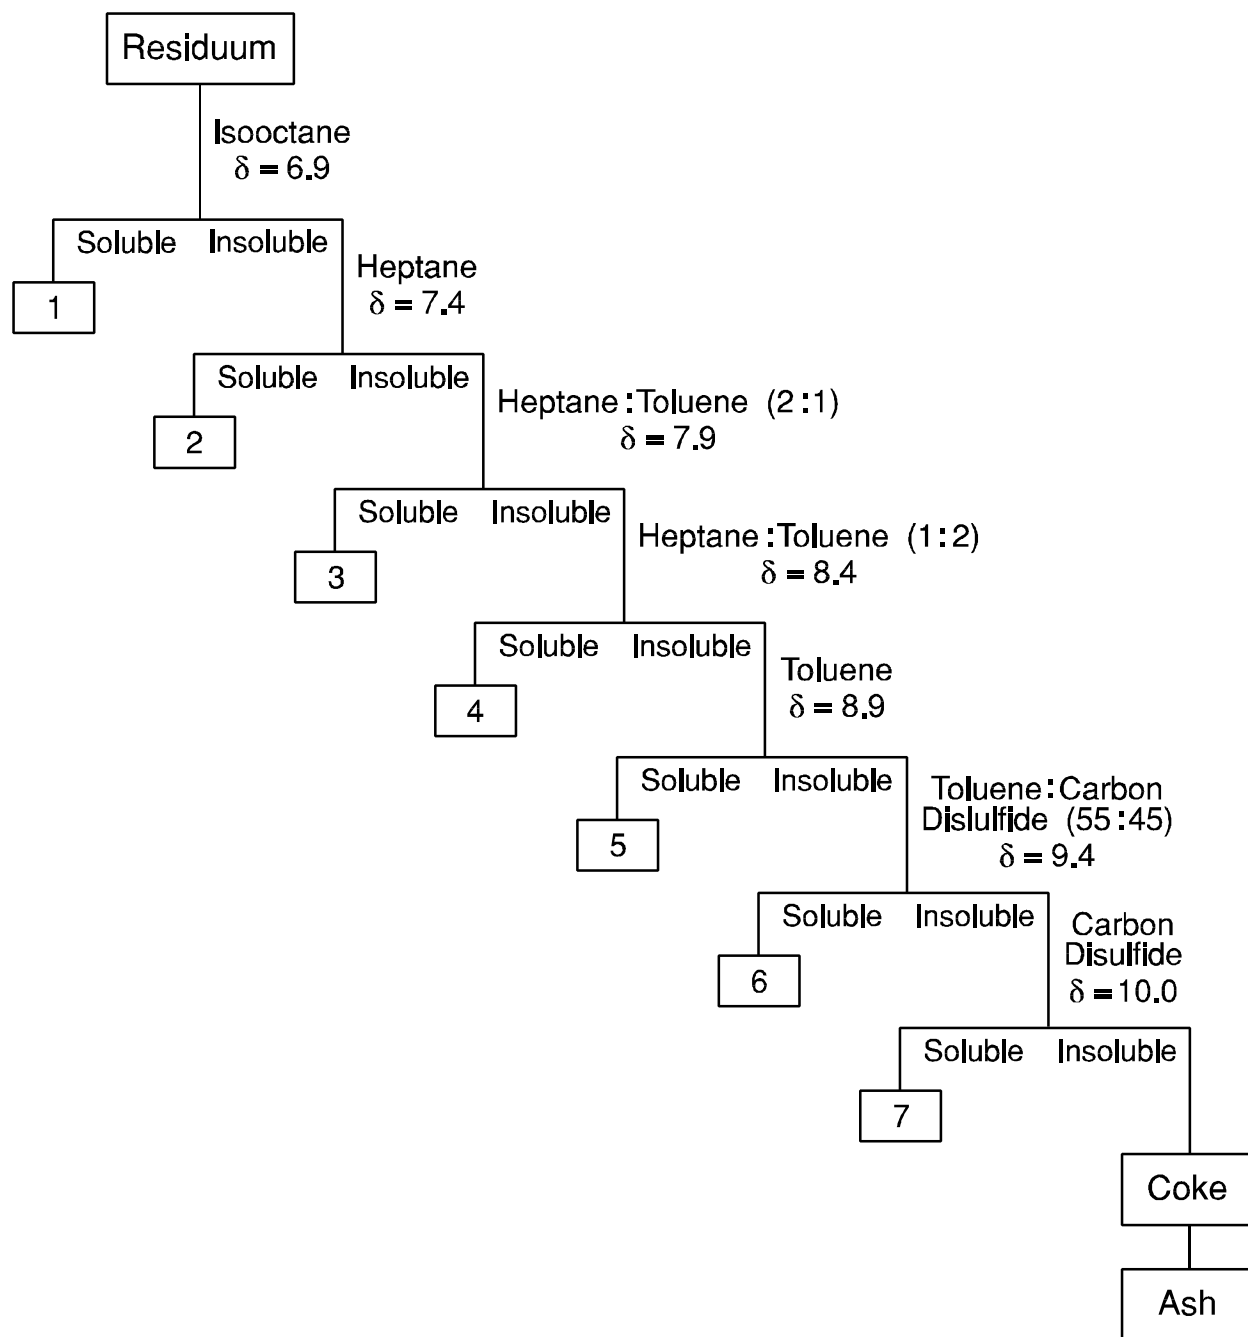 Residuum
Isooctane
δ = 6.9
Soluble Insoluble
1
Heptane
δ = 7.4
Soluble Insoluble
2
Heptane:Toluene (2:1)
δ = 7.9
Soluble Insoluble
3
Heptane:Toluene (1:2)
δ = 8.4
Soluble Insoluble
4
Toluene
δ = 8.9
Soluble Insoluble
5
Toluene:Carbon
Dislulfide (55:45)
δ = 9.4
Soluble Insoluble
6
Carbon
Disulfide
δ = 10.0
Soluble Insoluble
7
Coke
Ash